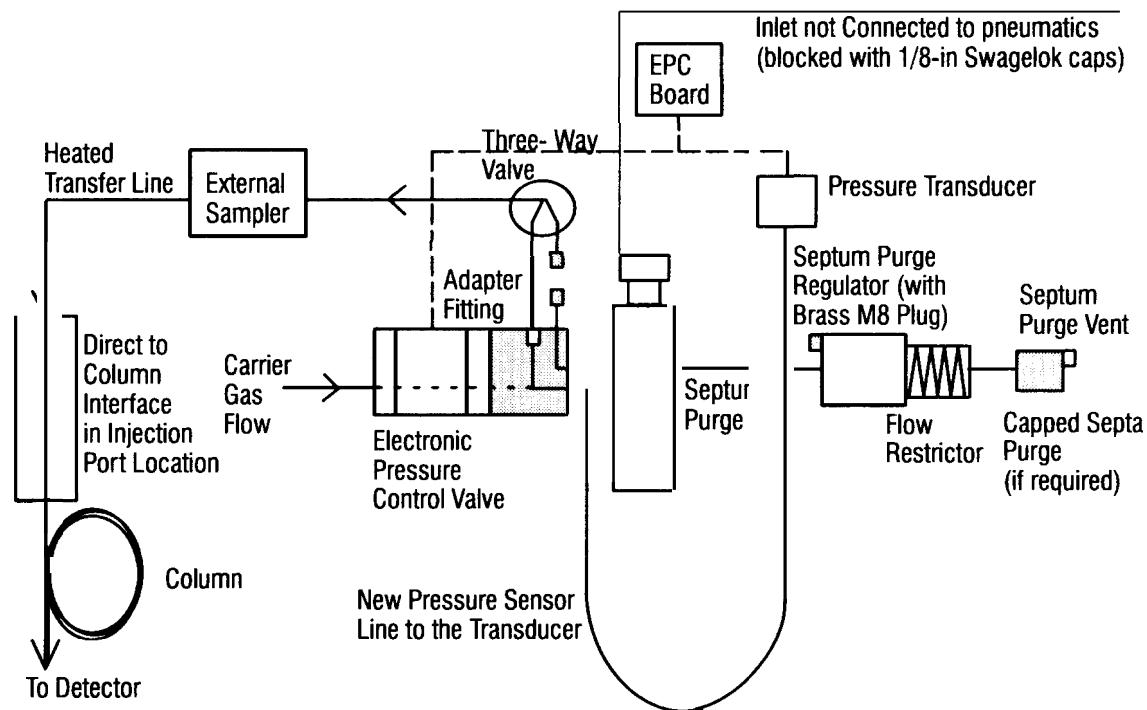 Inlet not Connected to pneumatics
(blocked with 1/8-in Swagelok caps)
EPC
Board
Three- Way
Valve
Heated
Transfer Line
External
Sampler
Pressure Transducer
Septum Purge
Regulator (with
Brass M8 Plug)
Septum
Purge Vent
Adapter
Fitting
Direct to
Column
Interface
in Injection
Port Location
Carrier
Gas
Flow
Septur
Purge
Electronic
Pressure
Control Valve
Flow
Restrictor
Capped Septa
Purge
(if required)
Column
New Pressure Sensor
Line to the Transducer
To Detector